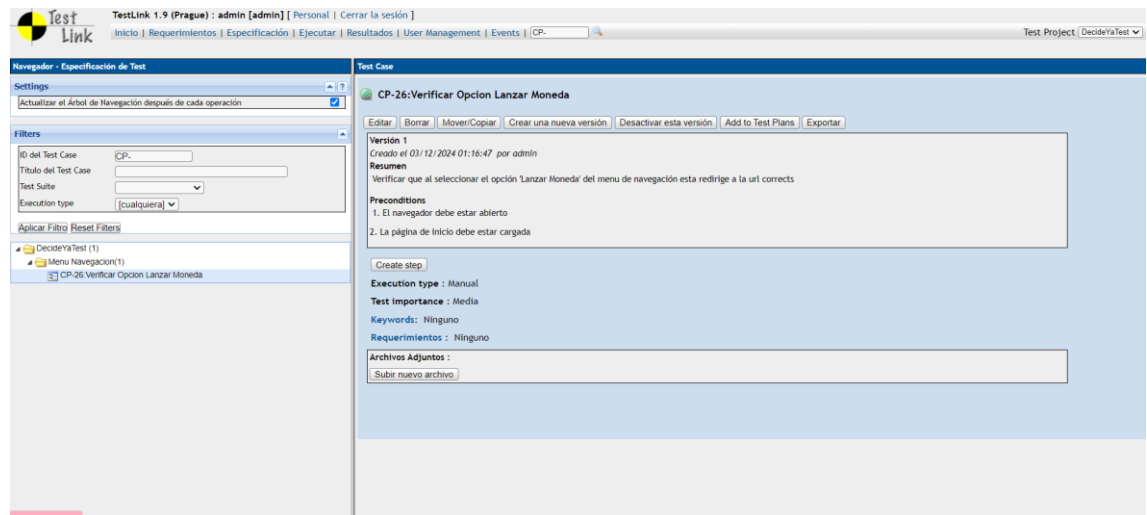 Test Link
TestLink 1.9 (Prague) : admin [admin] [ Personal | Cerrar la sesión ]
Inicio | Requerimientos | Especificación | Ejecutar | Resultados | User Management | Events | CP-
Test Project DecideYaTest
Navegador - Especificación de Test
Settings
?
Actualizar el Árbol de Navegación después de cada operación
Filters
ID del Test Case CP-
Título del Test Case
Test Suite
Execution type [cualquiera]
Aplicar Filtro Reset Filters
DecideYaTest (1)
Menu Navegacion(1)
CP-26:Verificar Opcion Lanzar Moneda
Test Case
CP-26:Verificar Opcion Lanzar Moneda
Editar Borrar Mover/Copiar Crear una nueva versión Desactivar esta versión Add to Test Plans Exportar
Versión 1
Creado el 03/12/2024 01:16:47 por admin
Resumen
Verificar que al seleccionar el opción 'Lanzar Moneda' del menu de navegación esta redirige a la url corrects
Preconditions
1. El navegador debe estar abierto
2. La página de inicio debe estar cargada
Create step
Execution type : Manual
Test importance : Media
Keywords: Ninguno
Requerimientos : Ninguno
Archivos Adjuntos :
Subir nuevo archivo